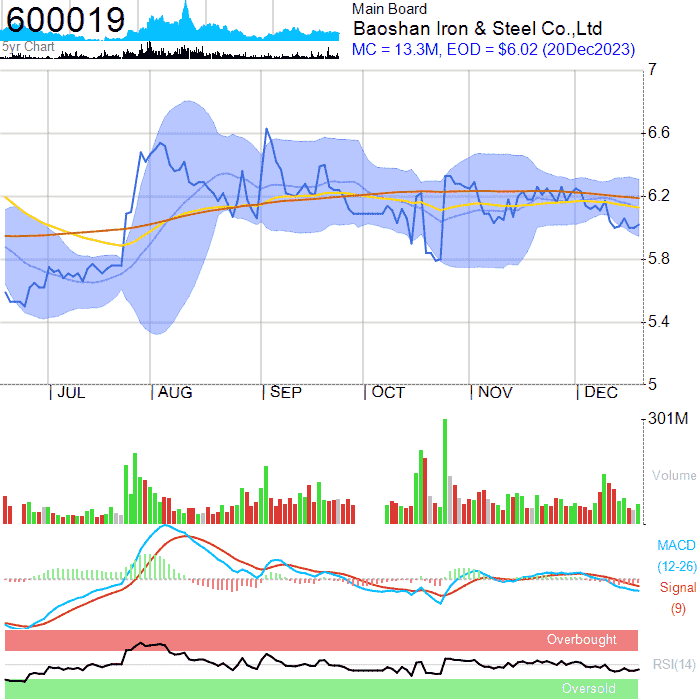 600019
5yr Chart
Main Board
Baoshan Iron & Steel Co.,Ltd
MC = 13.3M, EOD = $6.02 (20Dec2023)
7
6.6
6.2
5.8
5.4
5
JUL AUG SEP OCT NOV DEC
301M
Volume
MACD
(12-26)
Signal
(9)
Overbought
RSI(14)
Oversold